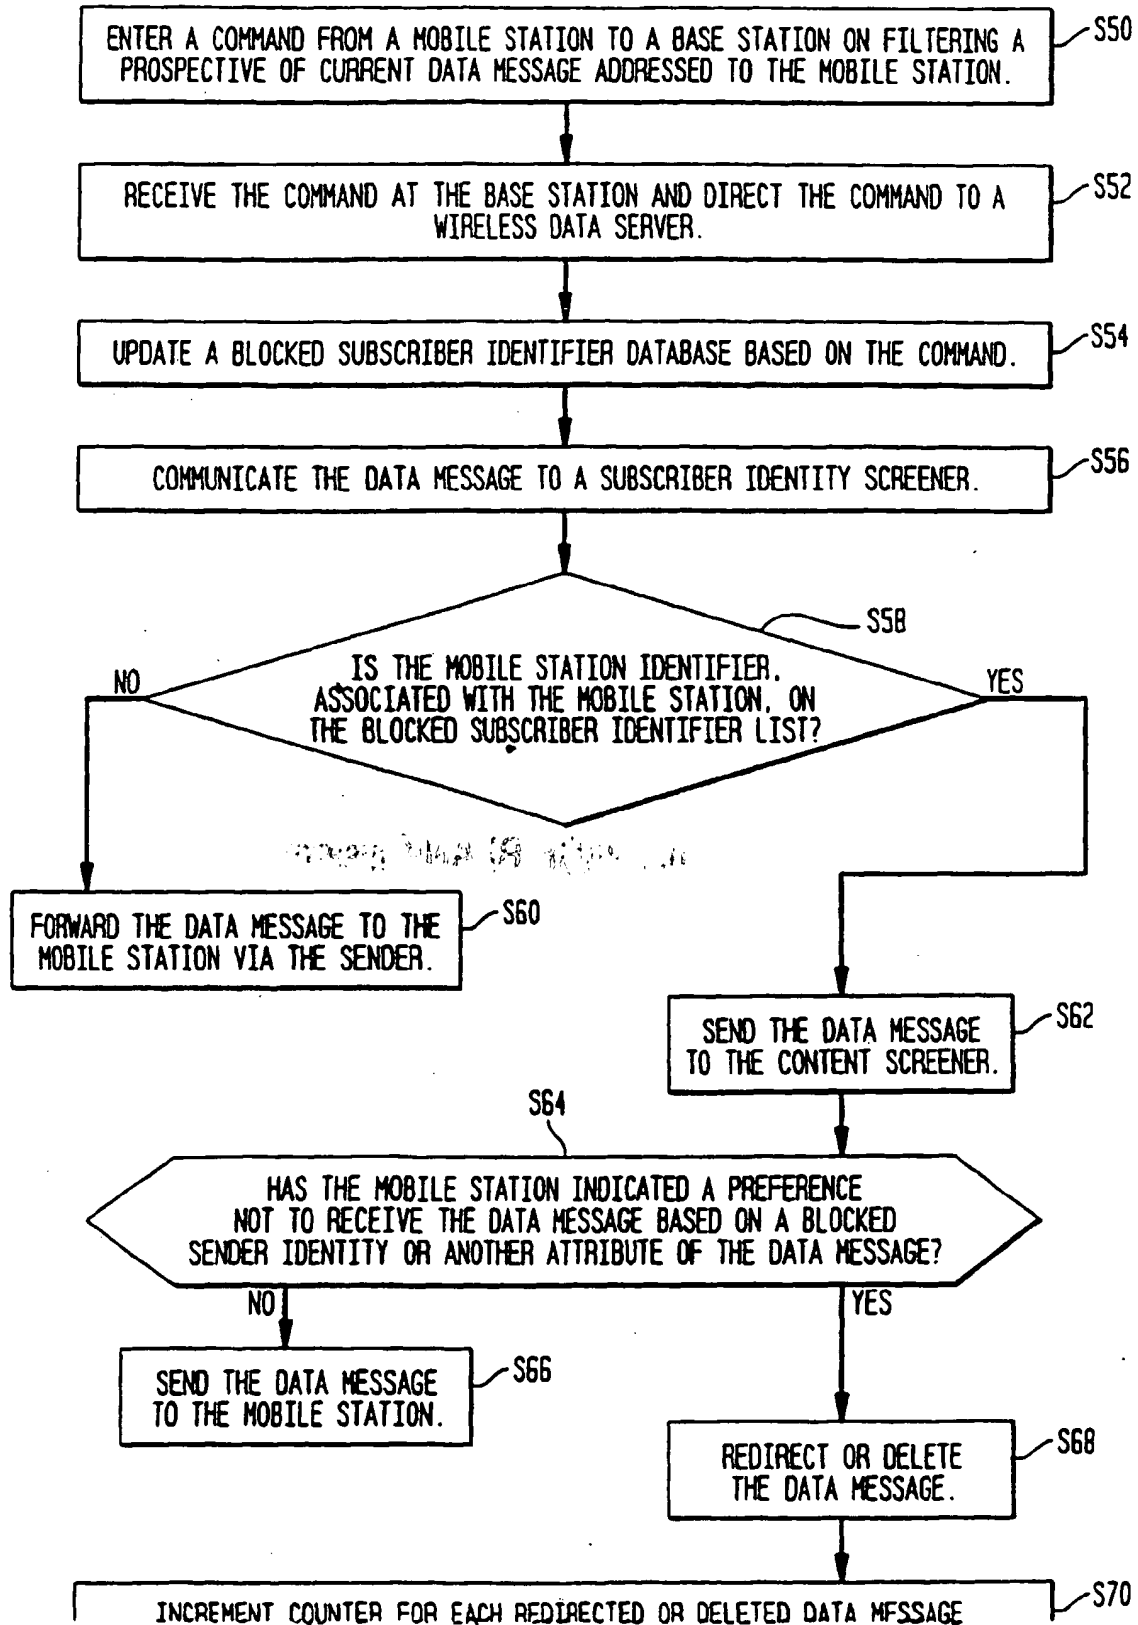 ENTER A COMMAND FROM A MOBILE STATION TO A BASE STATION ON FILTERING A
PROSPECTIVE OF CURRENT DATA MESSAGE ADDRESSED TO THE MOBILE STATION.
S50
RECEIVE THE COMMAND AT THE BASE STATION AND DIRECT THE COMMAND TO A
WIRELESS DATA SERVER.
S52
UPDATE A BLOCKED SUBSCRIBER IDENTIFIER DATABASE BASED ON THE COMMAND.
S54
COMMUNICATE THE DATA MESSAGE TO A SUBSCRIBER IDENTITY SCREENER.
S56
S58
IS THE MOBILE STATION IDENTIFIER,
ASSOCIATED WITH THE MOBILE STATION, ON
THE BLOCKED SUBSCRIBER IDENTIFIER LIST?
NO
YES
FORWARD THE DATA MESSAGE TO THE
MOBILE STATION VIA THE SENDER.
S60
SEND THE DATA MESSAGE
TO THE CONTENT SCREENER.
S62
S64
HAS THE MOBILE STATION INDICATED A PREFERENCE
NOT TO RECEIVE THE DATA MESSAGE BASED ON A BLOCKED
SENDER IDENTITY OR ANOTHER ATTRIBUTE OF THE DATA MESSAGE?
NO
YES
SEND THE DATA MESSAGE
TO THE MOBILE STATION.
S66
REDIRECT OR DELETE
THE DATA MESSAGE.
S68
INCREMENT COUNTER FOR EACH REDIRECTED OR DELETED DATA MESSAGE
S70